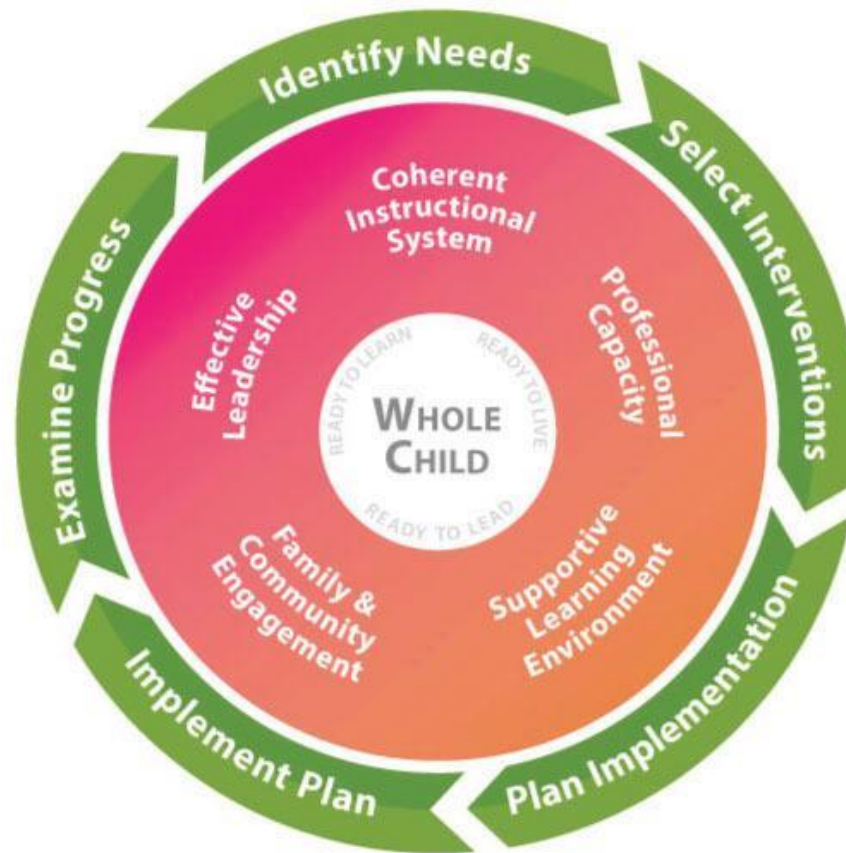 Identify Needs
Select Interventions
Plan Implementation
Implement Plan
Examine Progress
Coherent
Instructional
System
Professional
Capacity
Supportive
Learning
Environment
Family &
Community
Engagement
Effective
Leadership
READY TO LEARN
READY TO LIVE
READY TO LEAD
WHOLE
CHILD